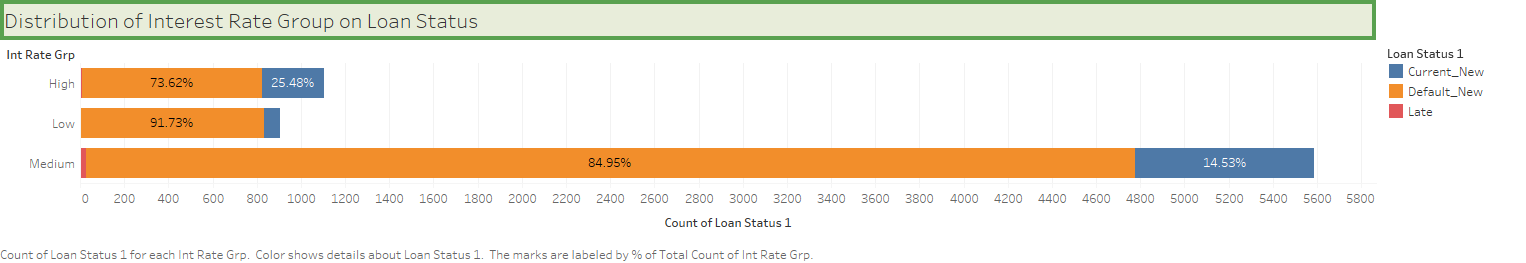 Distribution of Interest Rate Group on Loan Status
Int Rate Grp
High 73.62% 25.48%
Low 91.73%
Medium 84.95% 14.53%
0 200 400 600 800 1000 1200 1400 1600 1800 2000 2200 2400 2600 2800 3000 3200 3400 3600 3800 4000 4200 4400 4600 4800 5000 5200 5400 5600 5800
Count of Loan Status 1
Loan Status 1
Current_New
Default_New
Late
Count of Loan Status 1 for each Int Rate Grp. Color shows details about Loan Status 1. The marks are labeled by % of Total Count of Int Rate Grp.